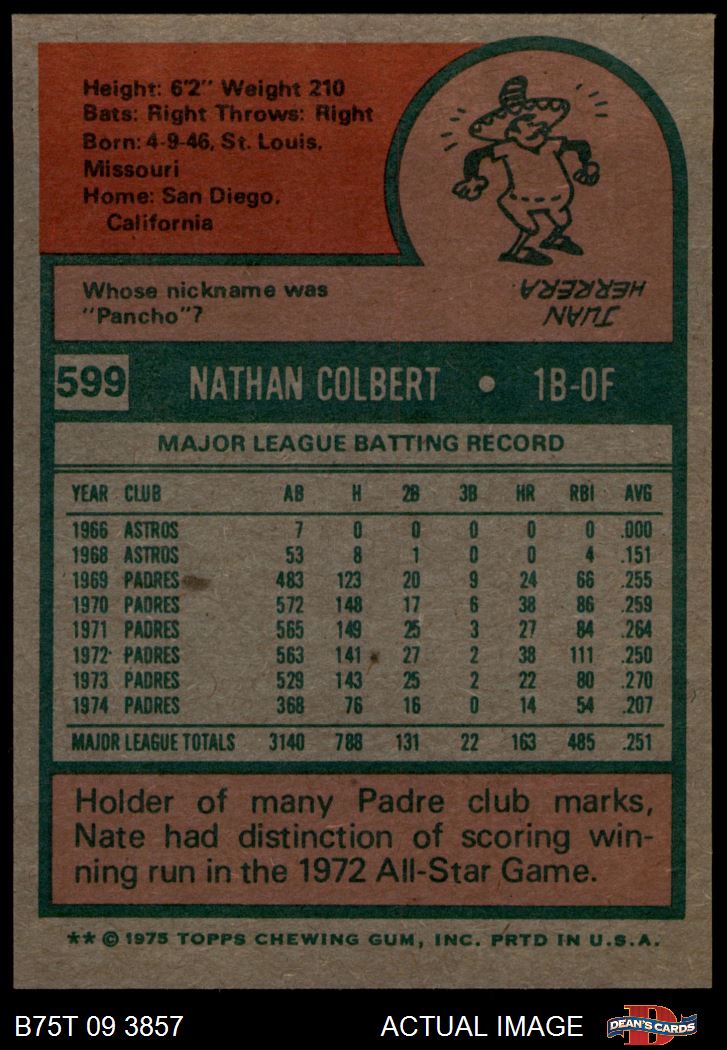 Height: 6'2" Weight 210
Bats: Right Throws: Right
Born: 4-9-46, St. Louis,
Missouri
Home: San Diego,
California
Whose nickname was
"Pancho"?
JUAN
HERRERA
599 NATHAN COLBERT • 1B-OF
MAJOR LEAGUE BATTING RECORD
YEAR CLUB AB H 2B 3B HR RBI AVG
1966 ASTROS 7 0 0 0 0 0 .000
1968 ASTROS 53 8 1 0 0 4 .151
1969 PADRES 483 123 20 9 24 66 .255
1970 PADRES 572 148 17 6 38 86 .259
1971 PADRES 565 149 25 3 27 84 .264
1972 PADRES 563 141 27 2 38 111 .250
1973 PADRES 529 143 25 2 22 80 .270
1974 PADRES 368 76 16 0 14 54 .207
MAJOR LEAGUE TOTALS 3140 788 131 22 163 485 .251
Holder of many Padre club marks,
Nate had distinction of scoring win-
ning run in the 1972 All-Star Game.
** © 1975 TOPPS CHEWING GUM, INC. PRTD IN U.S.A.
B75T 09 3857 ACTUAL IMAGE DEAN'S CARDS